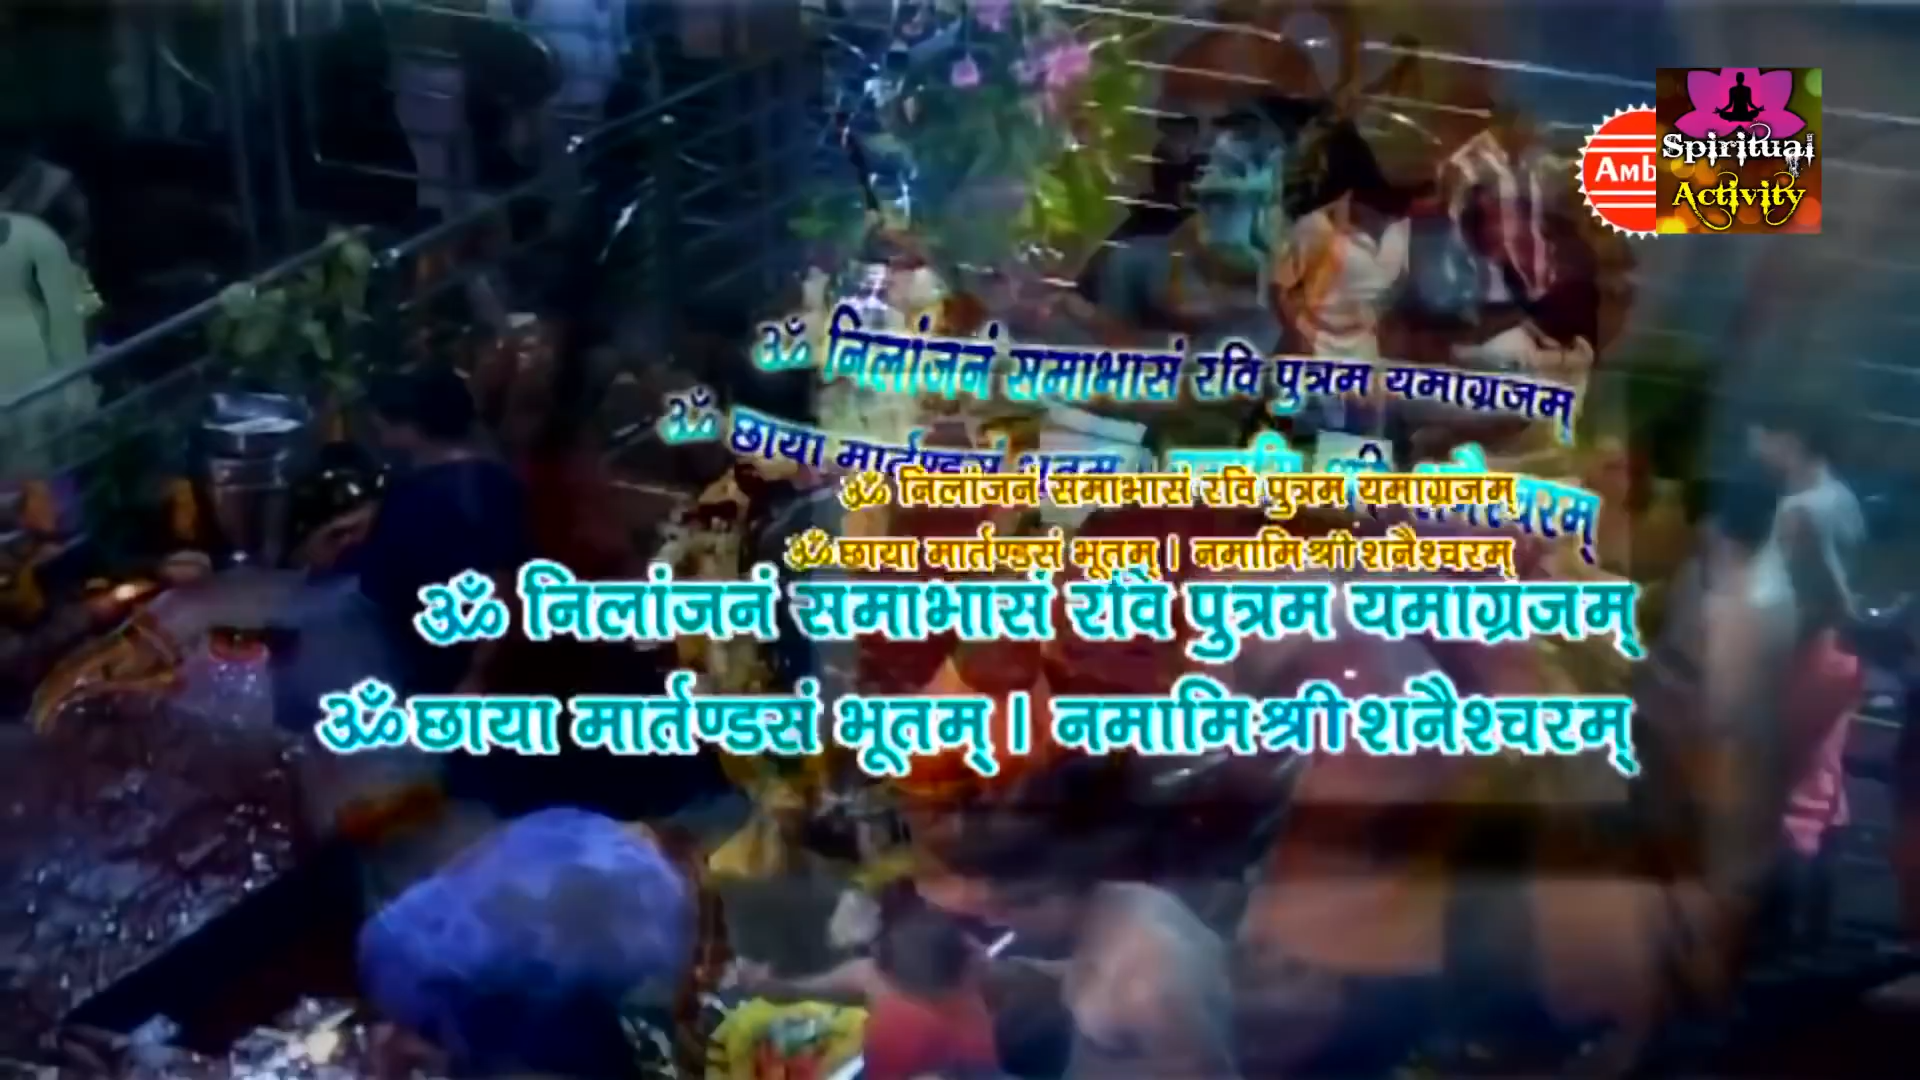 Spiritual
Activity
Amb
ॐ निलांजनं समाभासं रवि पुत्रम यमाग्रजम्
ॐ छाया मार्तण्डसं भूतम् ।
ॐ निलांजनं समाभासं रवि पुत्रम यमाग्रजम्
ॐ छाया मार्तण्डसं भूतम् । नमामि श्री शनैश्चरम्
ॐ निलांजनं समाभासं रवि पुत्रम यमाग्रजम्
ॐ छाया मार्तण्डसं भूतम् । नमामि श्री शनैश्चरम्